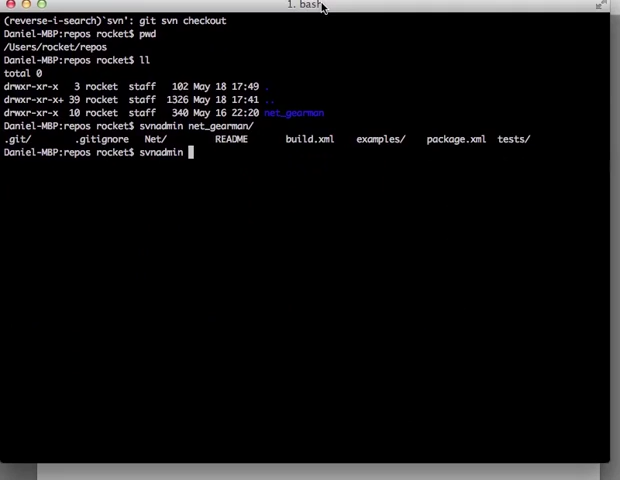 1. bash
(reverse-i-search)`svn': git svn checkout
Daniel-MBP:repos rocket$ pwd
/Users/rocket/repos
Daniel-MBP:repos rocket$ ll
total 0
drwxr-xr-x   3 rocket  staff   102 May 18 17:49 .
drwxr-xr-x+ 39 rocket  staff  1326 May 18 17:41 ..
drwxr-xr-x  10 rocket  staff   340 May 16 22:20 net_gearman
Daniel-MBP:repos rocket$ svnadmin net_gearman/
.git/        .gitignore   Net/         README       build.xml    examples/    package.xml  tests/
Daniel-MBP:repos rocket$ svnadmin